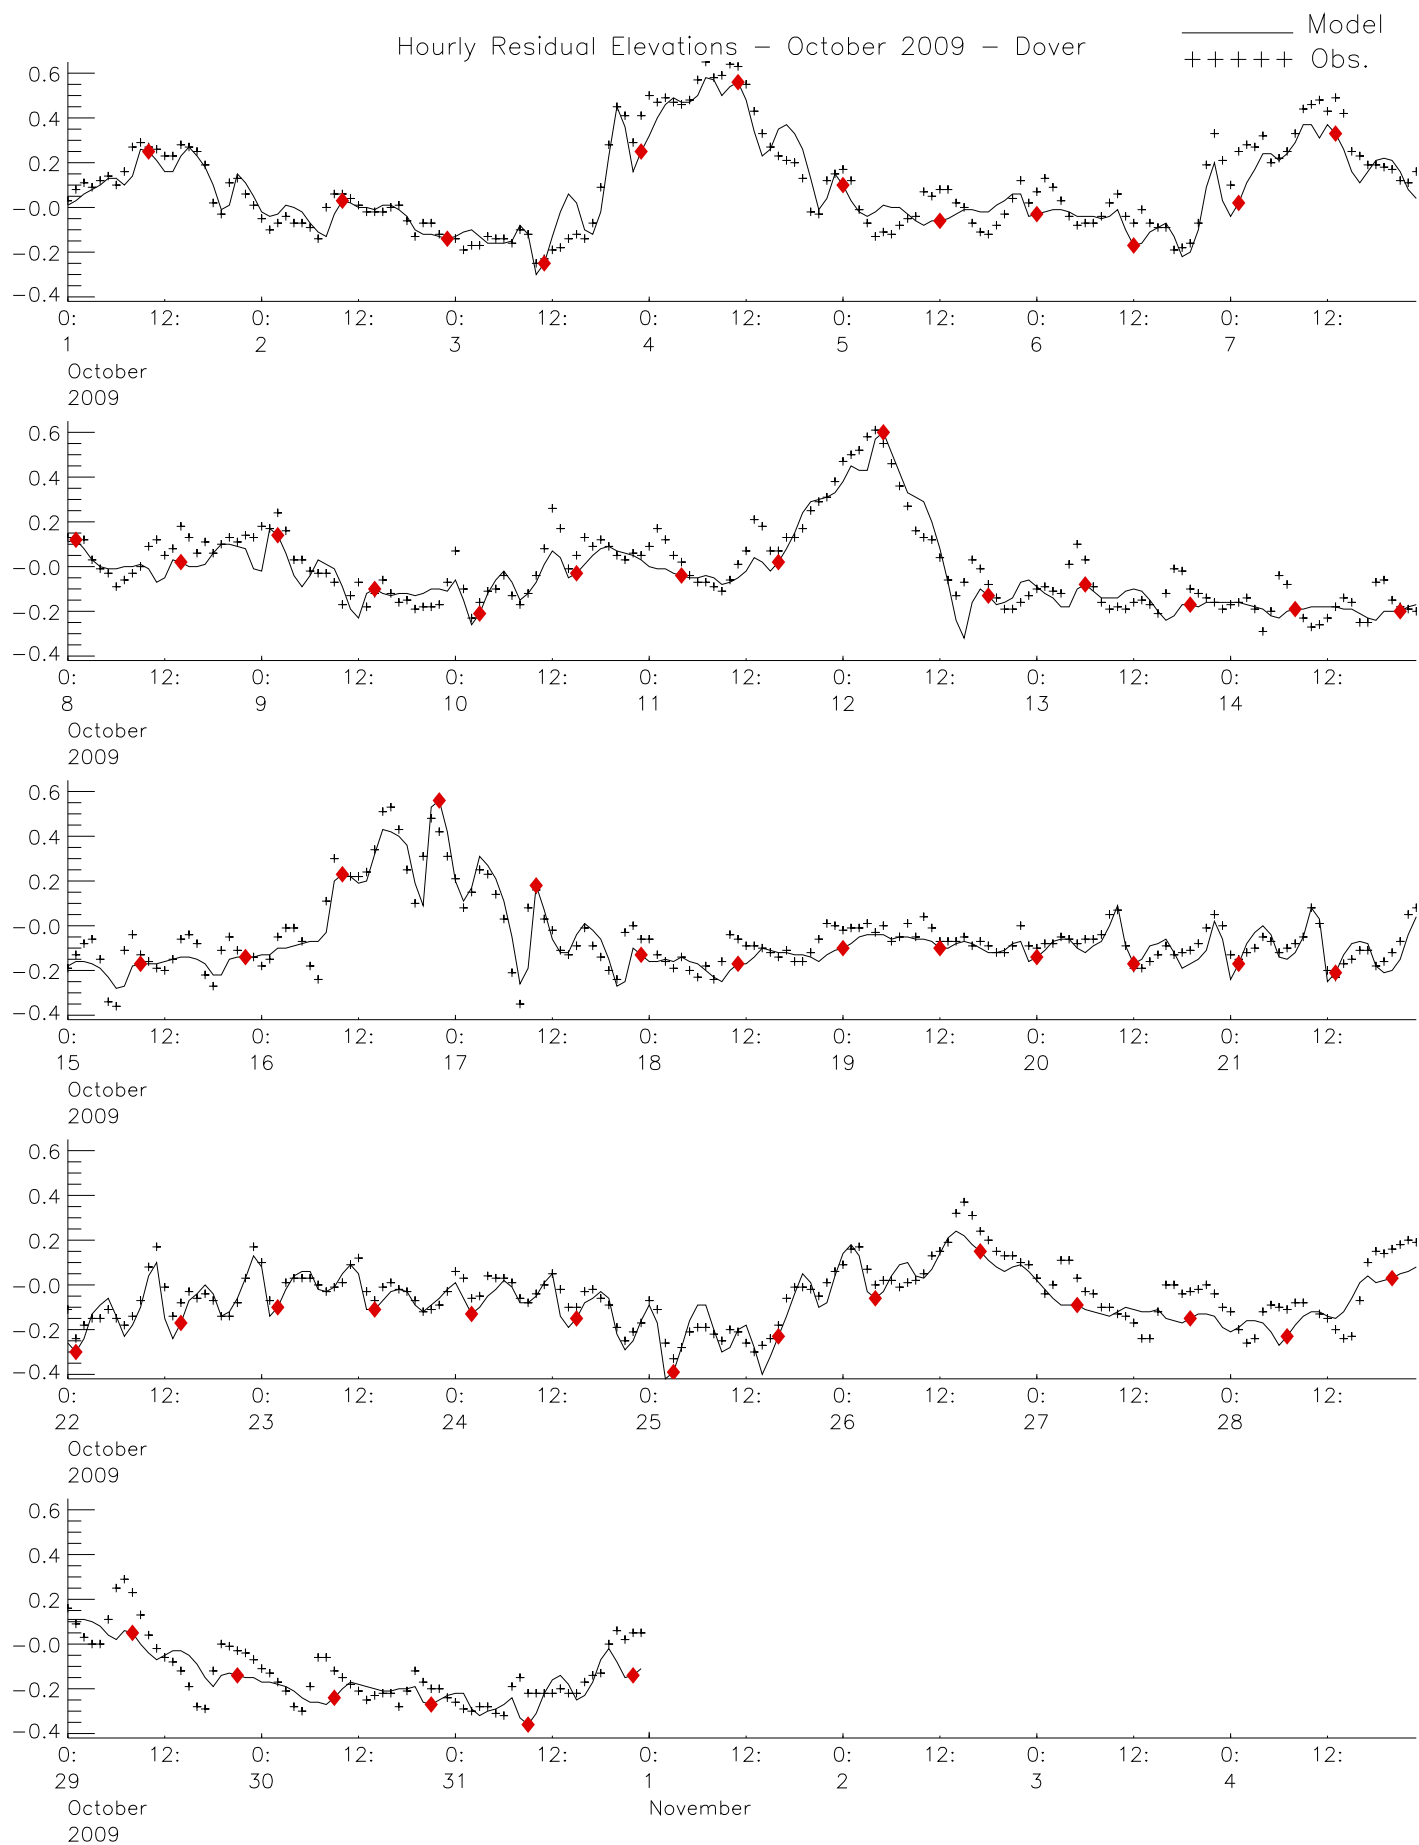 Model
Hourly Residual Elevations − October 2009 − Dover
+++++ Obs.
0.6
0.4
0.2
−0.0
−0.2
−0.4
0: 12: 0: 12: 0: 12: 0: 12: 0: 12: 0: 12: 0: 12:
1 2 3 4 5 6 7
October
2009
0.6
0.4
0.2
−0.0
−0.2
−0.4
0: 12: 0: 12: 0: 12: 0: 12: 0: 12: 0: 12: 0: 12:
8 9 10 11 12 13 14
October
2009
0.6
0.4
0.2
−0.0
−0.2
−0.4
0: 12: 0: 12: 0: 12: 0: 12: 0: 12: 0: 12: 0: 12:
15 16 17 18 19 20 21
October
2009
0.6
0.4
0.2
−0.0
−0.2
−0.4
0: 12: 0: 12: 0: 12: 0: 12: 0: 12: 0: 12: 0: 12:
22 23 24 25 26 27 28
October
2009
0.6
0.4
0.2
−0.0
−0.2
−0.4
0: 12: 0: 12: 0: 12: 0: 12: 0: 12: 0: 12: 0: 12:
29 30 31 1 2 3 4
October November
2009